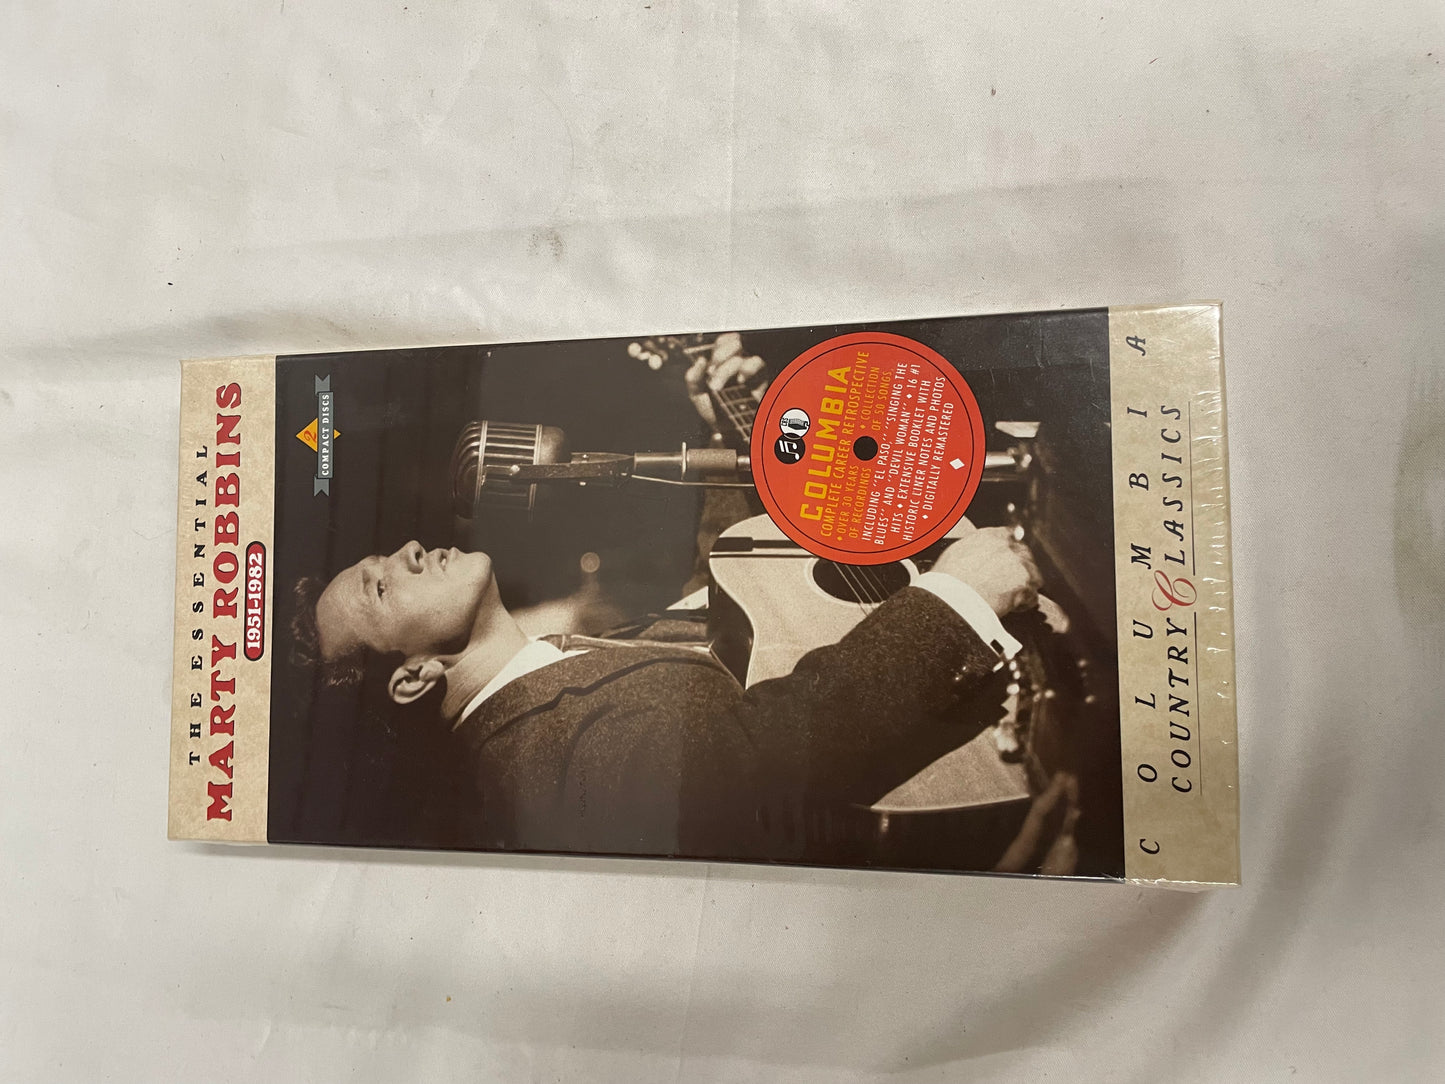 THE ESSENTIAL
MARTY ROBBINS
1951-1982
2
COMPACT DISCS
COLUMBIA
COMPLETE CAREER RETROSPECTIVE
◆ OVER 30 YEARS ◆ COLLECTION
OF RECORDINGS OF 50 SONGS,
INCLUDING "EL PASO," "SINGING THE
BLUES" AND "DEVIL WOMAN" ◆ 16 #1
HITS ◆ EXTENSIVE BOOKLET WITH
HISTORIC LINER NOTES AND PHOTOS
◆ DIGITALLY REMASTERED
COLUMBIA
COUNTRY CLASSICS